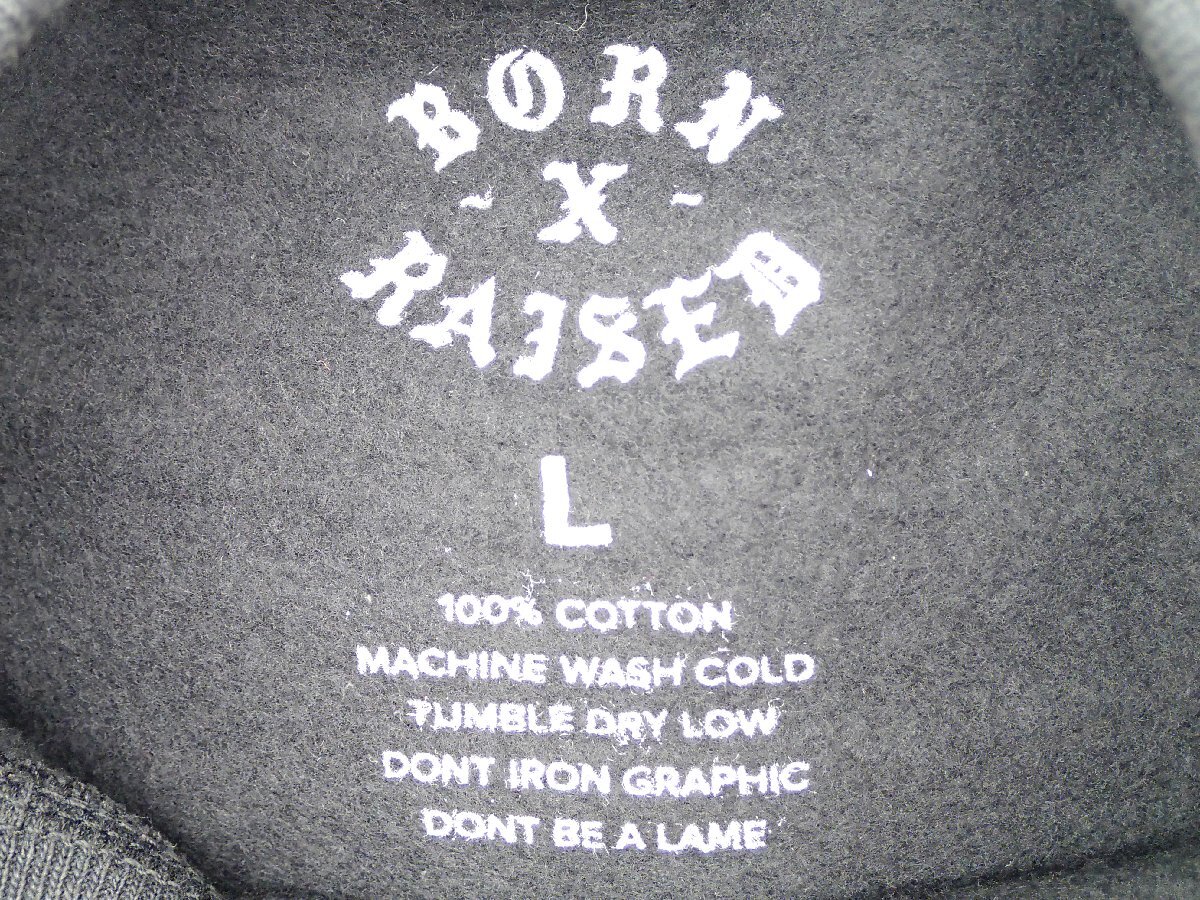 BORN
- X -
RAISED
L
100% COTTON
MACHINE WASH COLD
TUMBLE DRY LOW
DONT IRON GRAPHIC
DONT BE A LAME